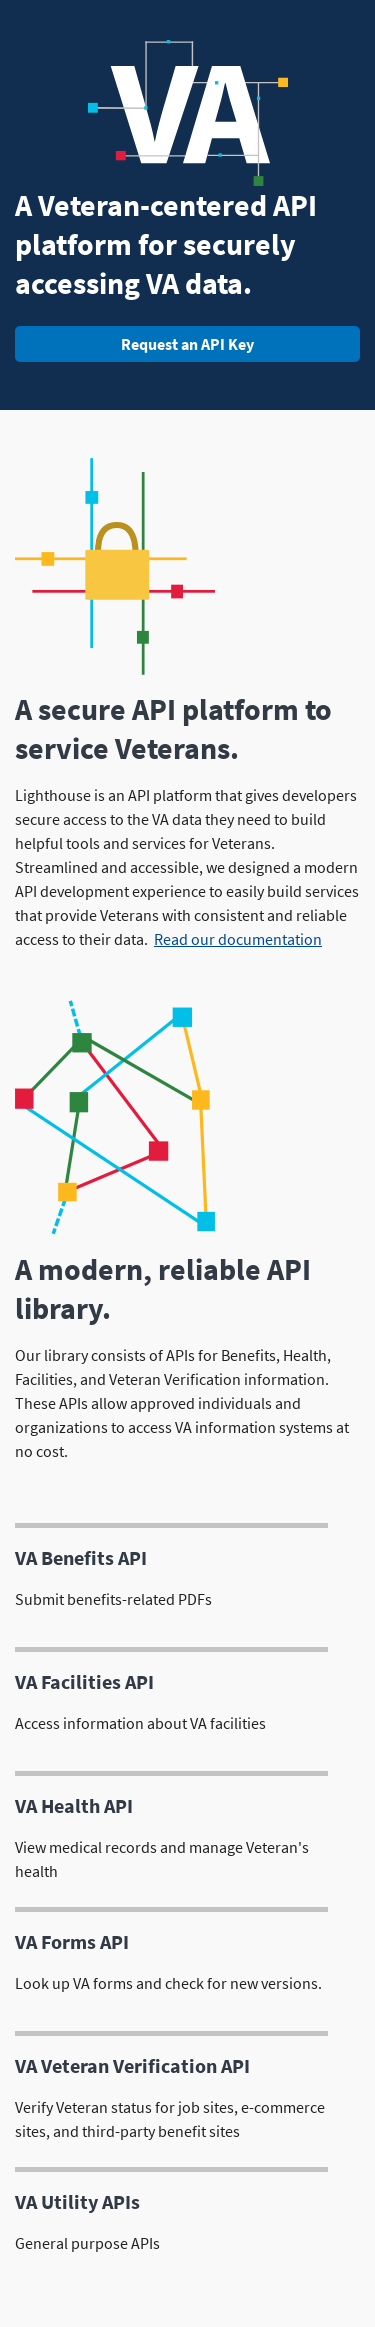 VA
A Veteran-centered API
platform for securely
accessing VA data.
Request an API Key
A secure API platform to
service Veterans.
Lighthouse is an API platform that gives developers
secure access to the VA data they need to build
helpful tools and services for Veterans.
Streamlined and accessible, we designed a modern
API development experience to easily build services
that provide Veterans with consistent and reliable
access to their data. Read our documentation
A modern, reliable API
library.
Our library consists of APIs for Benefits, Health,
Facilities, and Veteran Verification information.
These APIs allow approved individuals and
organizations to access VA information systems at
no cost.
VA Benefits API
Submit benefits-related PDFs
VA Facilities API
Access information about VA facilities
VA Health API
View medical records and manage Veteran's
health
VA Forms API
Look up VA forms and check for new versions.
VA Veteran Verification API
Verify Veteran status for job sites, e-commerce
sites, and third-party benefit sites
VA Utility APIs
General purpose APIs